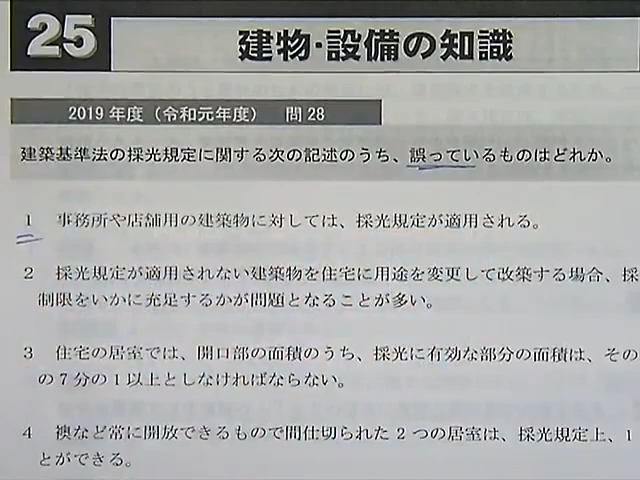 25 建物・設備の知識
2019年度（令和元年度） 問28
建築基準法の採光規定に関する次の記述のうち、誤っているものはどれか。
1 事務所や店舗用の建築物に対しては、採光規定が適用される。
2 採光規定が適用されない建築物を住宅に用途を変更して改築する場合、採
制限をいかに充足するかが問題となることが多い。
3 住宅の居室では、開口部の面積のうち、採光に有効な部分の面積は、その
の7分の1以上としなければならない。
4 襖など常に開放できるもので間仕切られた2つの居室は、採光規定上、1
とができる。